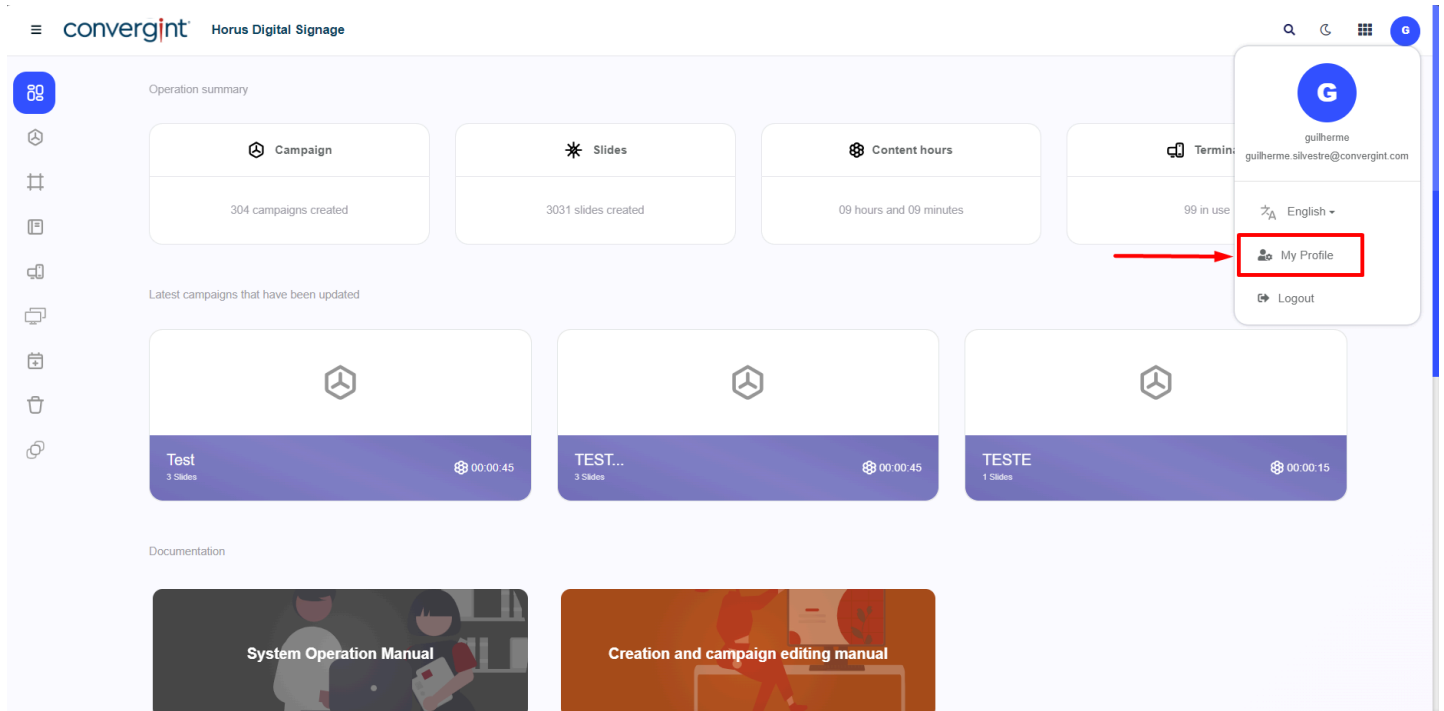 convergint
Horus Digital Signage
G
G
guilherme
guilherme.silvestre@convergint.com
English
My Profile
Logout
Operation summary
Campaign
304 campaigns created
Slides
3031 slides created
Content hours
09 hours and 09 minutes
Termin
99 in use
Latest campaigns that have been updated
Test
3 Slides
00:00:45
TEST...
3 Slides
00:00:45
TESTE
1 Slides
00:00:15
Documentation
System Operation Manual
Creation and campaign editing manual